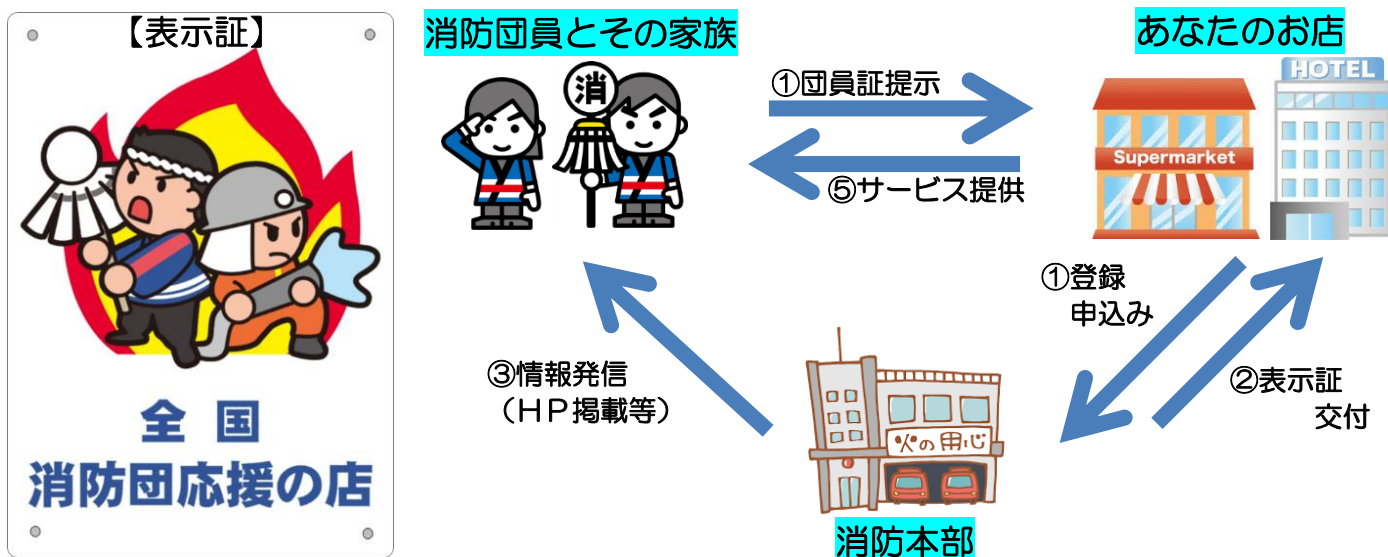 【表示証】
全国
消防団応援の店
消防団員とその家族
消
①団員証提示
⑤サービス提供
あなたのお店
Supermarket
HOTEL
①登録
申込み
②表示証
交付
③情報発信
（ＨＰ掲載等）
火の用心
消防本部